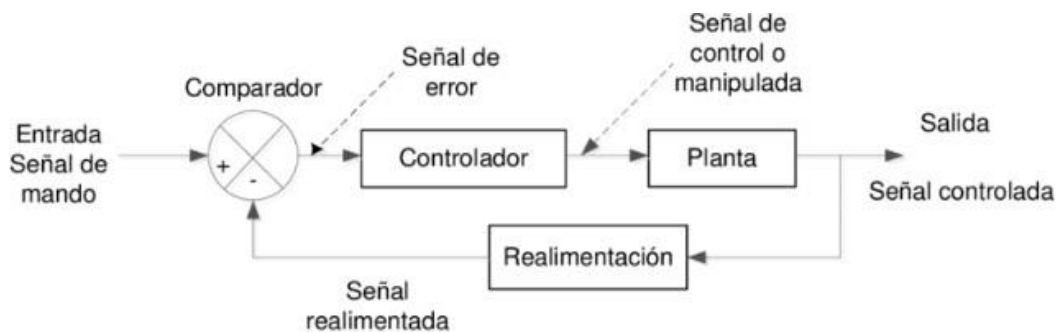 Señal de
error
Señal de
control o
manipulada
Comparador
Entrada
Señal de
mando
+
-
Controlador
Planta
Salida
Señal controlada
Realimentación
Señal
realimentada